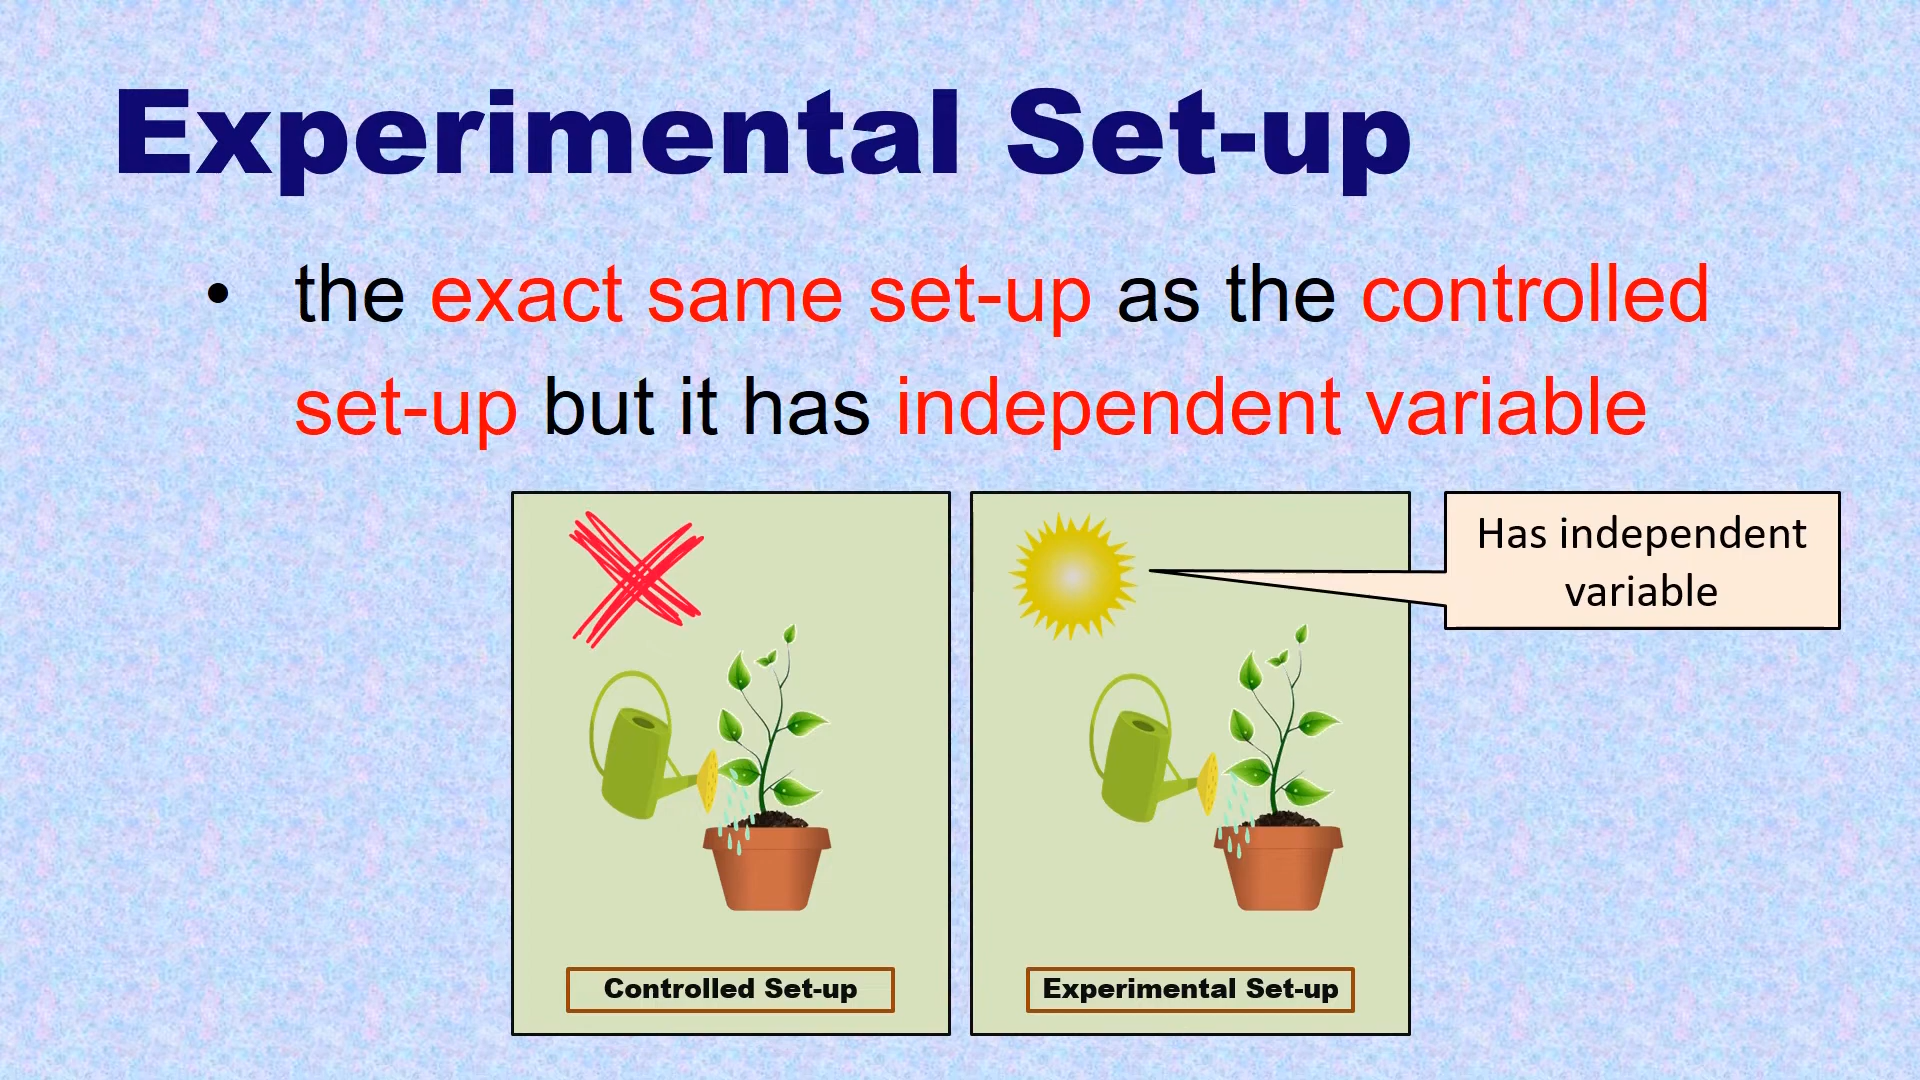 Experimental Set-up
• the exact same set-up as the controlled
set-up but it has independent variable
Has independent
variable
Controlled Set-up
Experimental Set-up